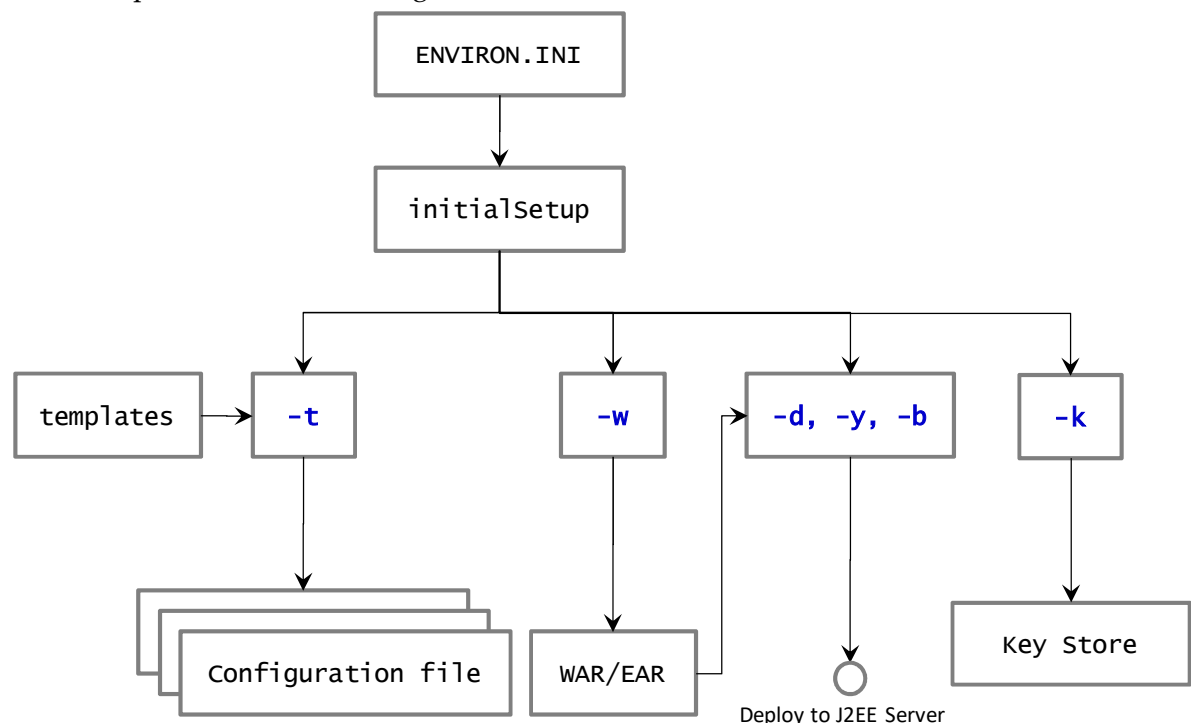 ENVIRON.INI
initialSetup
templates
-t
-w
-d, -y, -b
-k
Configuration file
WAR/EAR
Key Store
Deploy to J2EE Server